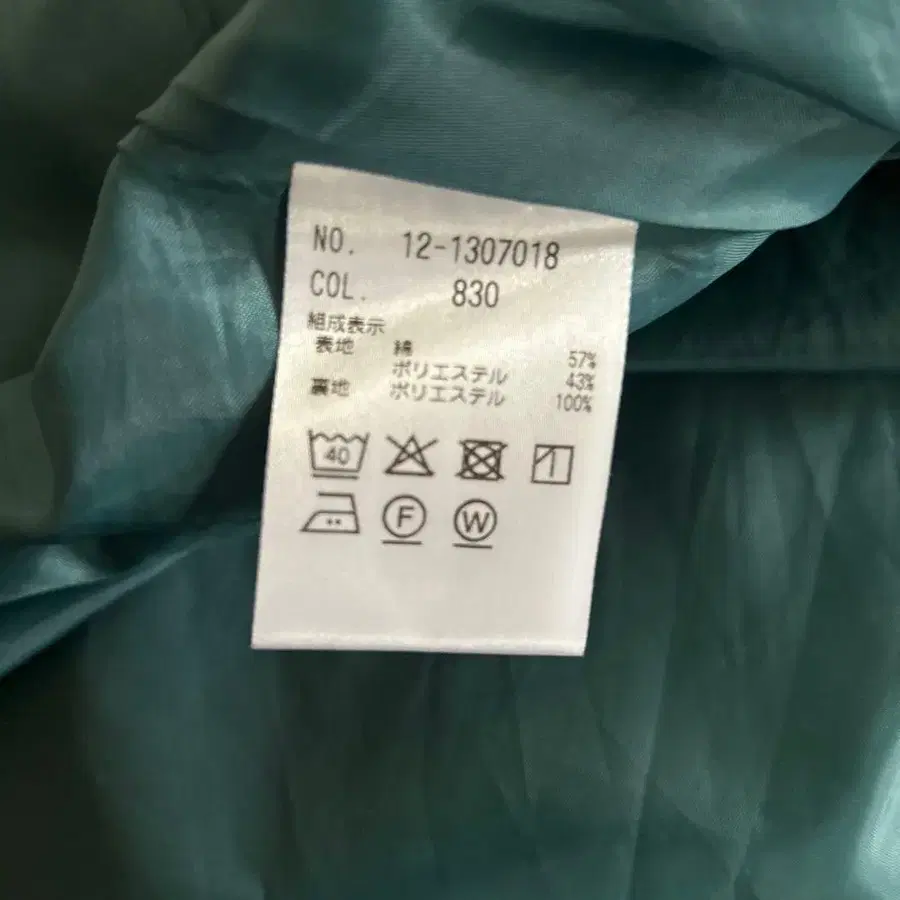 NO. 12-1307018
COL. 830
組成表示
表地 綿 57%
ポリエステル 43%
裏地 ポリエステル 100%
40
F W